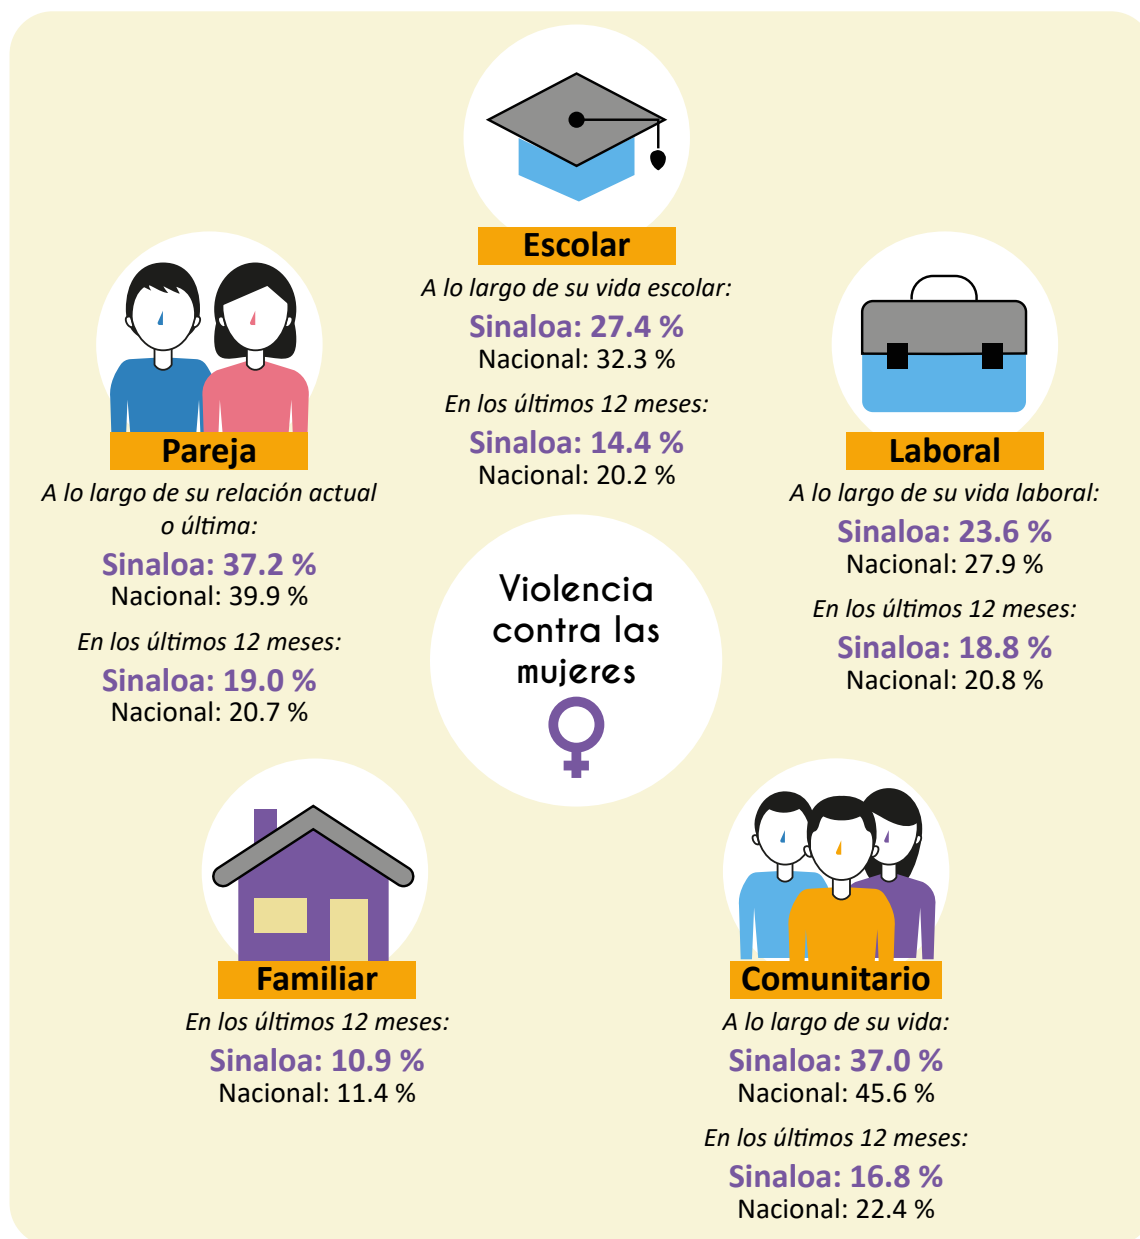 Escolar
A lo largo de su vida escolar:
Sinaloa: 27.4 %
Nacional: 32.3 %
En los últimos 12 meses:
Sinaloa: 14.4 %
Nacional: 20.2 %
Pareja
A lo largo de su relación actual
o última:
Sinaloa: 37.2 %
Nacional: 39.9 %
En los últimos 12 meses:
Sinaloa: 19.0 %
Nacional: 20.7 %
Laboral
A lo largo de su vida laboral:
Sinaloa: 23.6 %
Nacional: 27.9 %
En los últimos 12 meses:
Sinaloa: 18.8 %
Nacional: 20.8 %
Violencia
contra las
mujeres
Familiar
En los últimos 12 meses:
Sinaloa: 10.9 %
Nacional: 11.4 %
Comunitario
A lo largo de su vida:
Sinaloa: 37.0 %
Nacional: 45.6 %
En los últimos 12 meses:
Sinaloa: 16.8 %
Nacional: 22.4 %